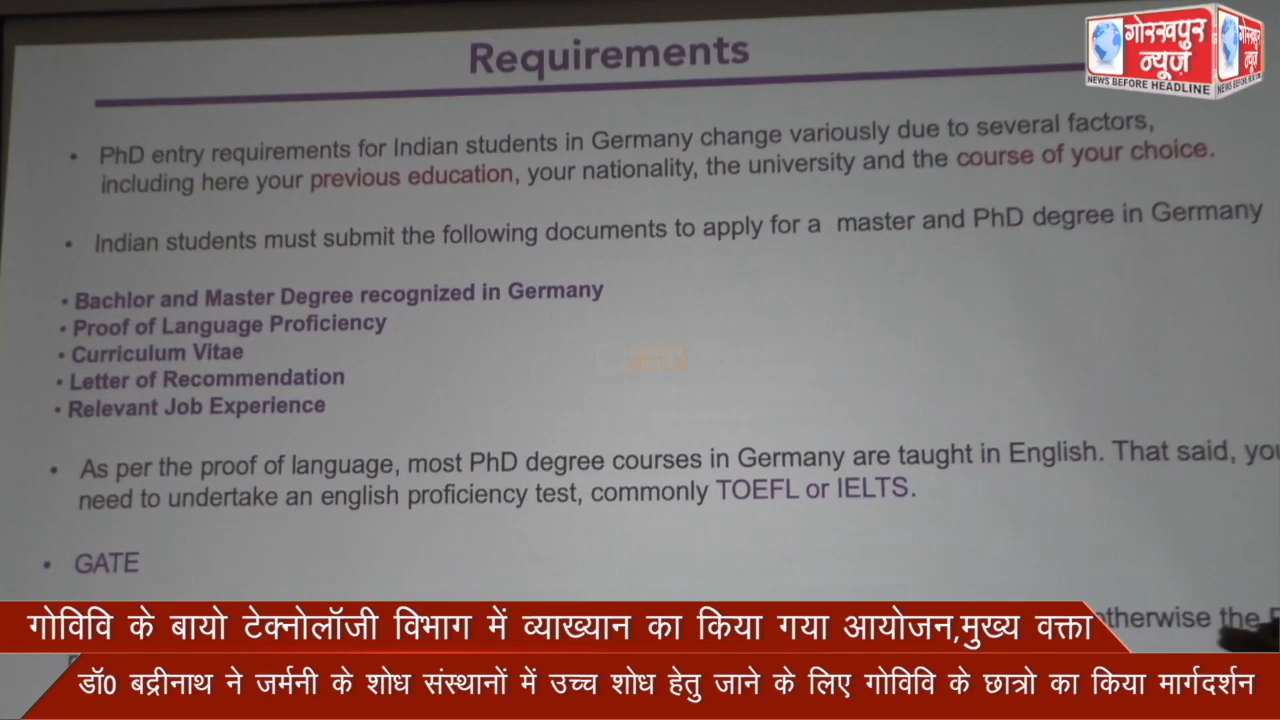 Requirements
गोरखपुर
न्यूज़
NEWS BEFORE HEADLINE
• PhD entry requirements for Indian students in Germany change variously due to several factors,
including here your previous education, your nationality, the university and the course of your choice.
• Indian students must submit the following documents to apply for a master and PhD degree in Germany
• Bachlor and Master Degree recognized in Germany
• Proof of Language Proficiency
• Curriculum Vitae
• Letter of Recommendation
• Relevant Job Experience
• As per the proof of language, most PhD degree courses in Germany are taught in English. That said, you
need to undertake an english proficiency test, commonly TOEFL or IELTS.
• GATE
otherwise the
गोविवि के बायो टेक्नोलॉजी विभाग में व्याख्यान का किया गया आयोजन,मुख्य वक्ता
डॉ0 बद्रीनाथ ने जर्मनी के शोध संस्थानों में उच्च शोध हेतु जाने के लिए गोविवि के छात्रो का किया मार्गदर्शन